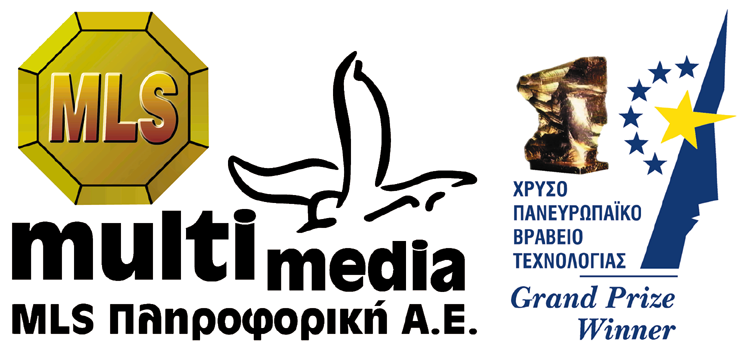 MLS
multi media
MLS Πληροφορική Α.Ε.
ΧΡΥΣΟ
ΠΑΝΕΥΡΩΠΑΪΚΟ
ΒΡΑΒΕΙΟ
ΤΕΧΝΟΛΟΓΙΑΣ
Grand Prize
Winner